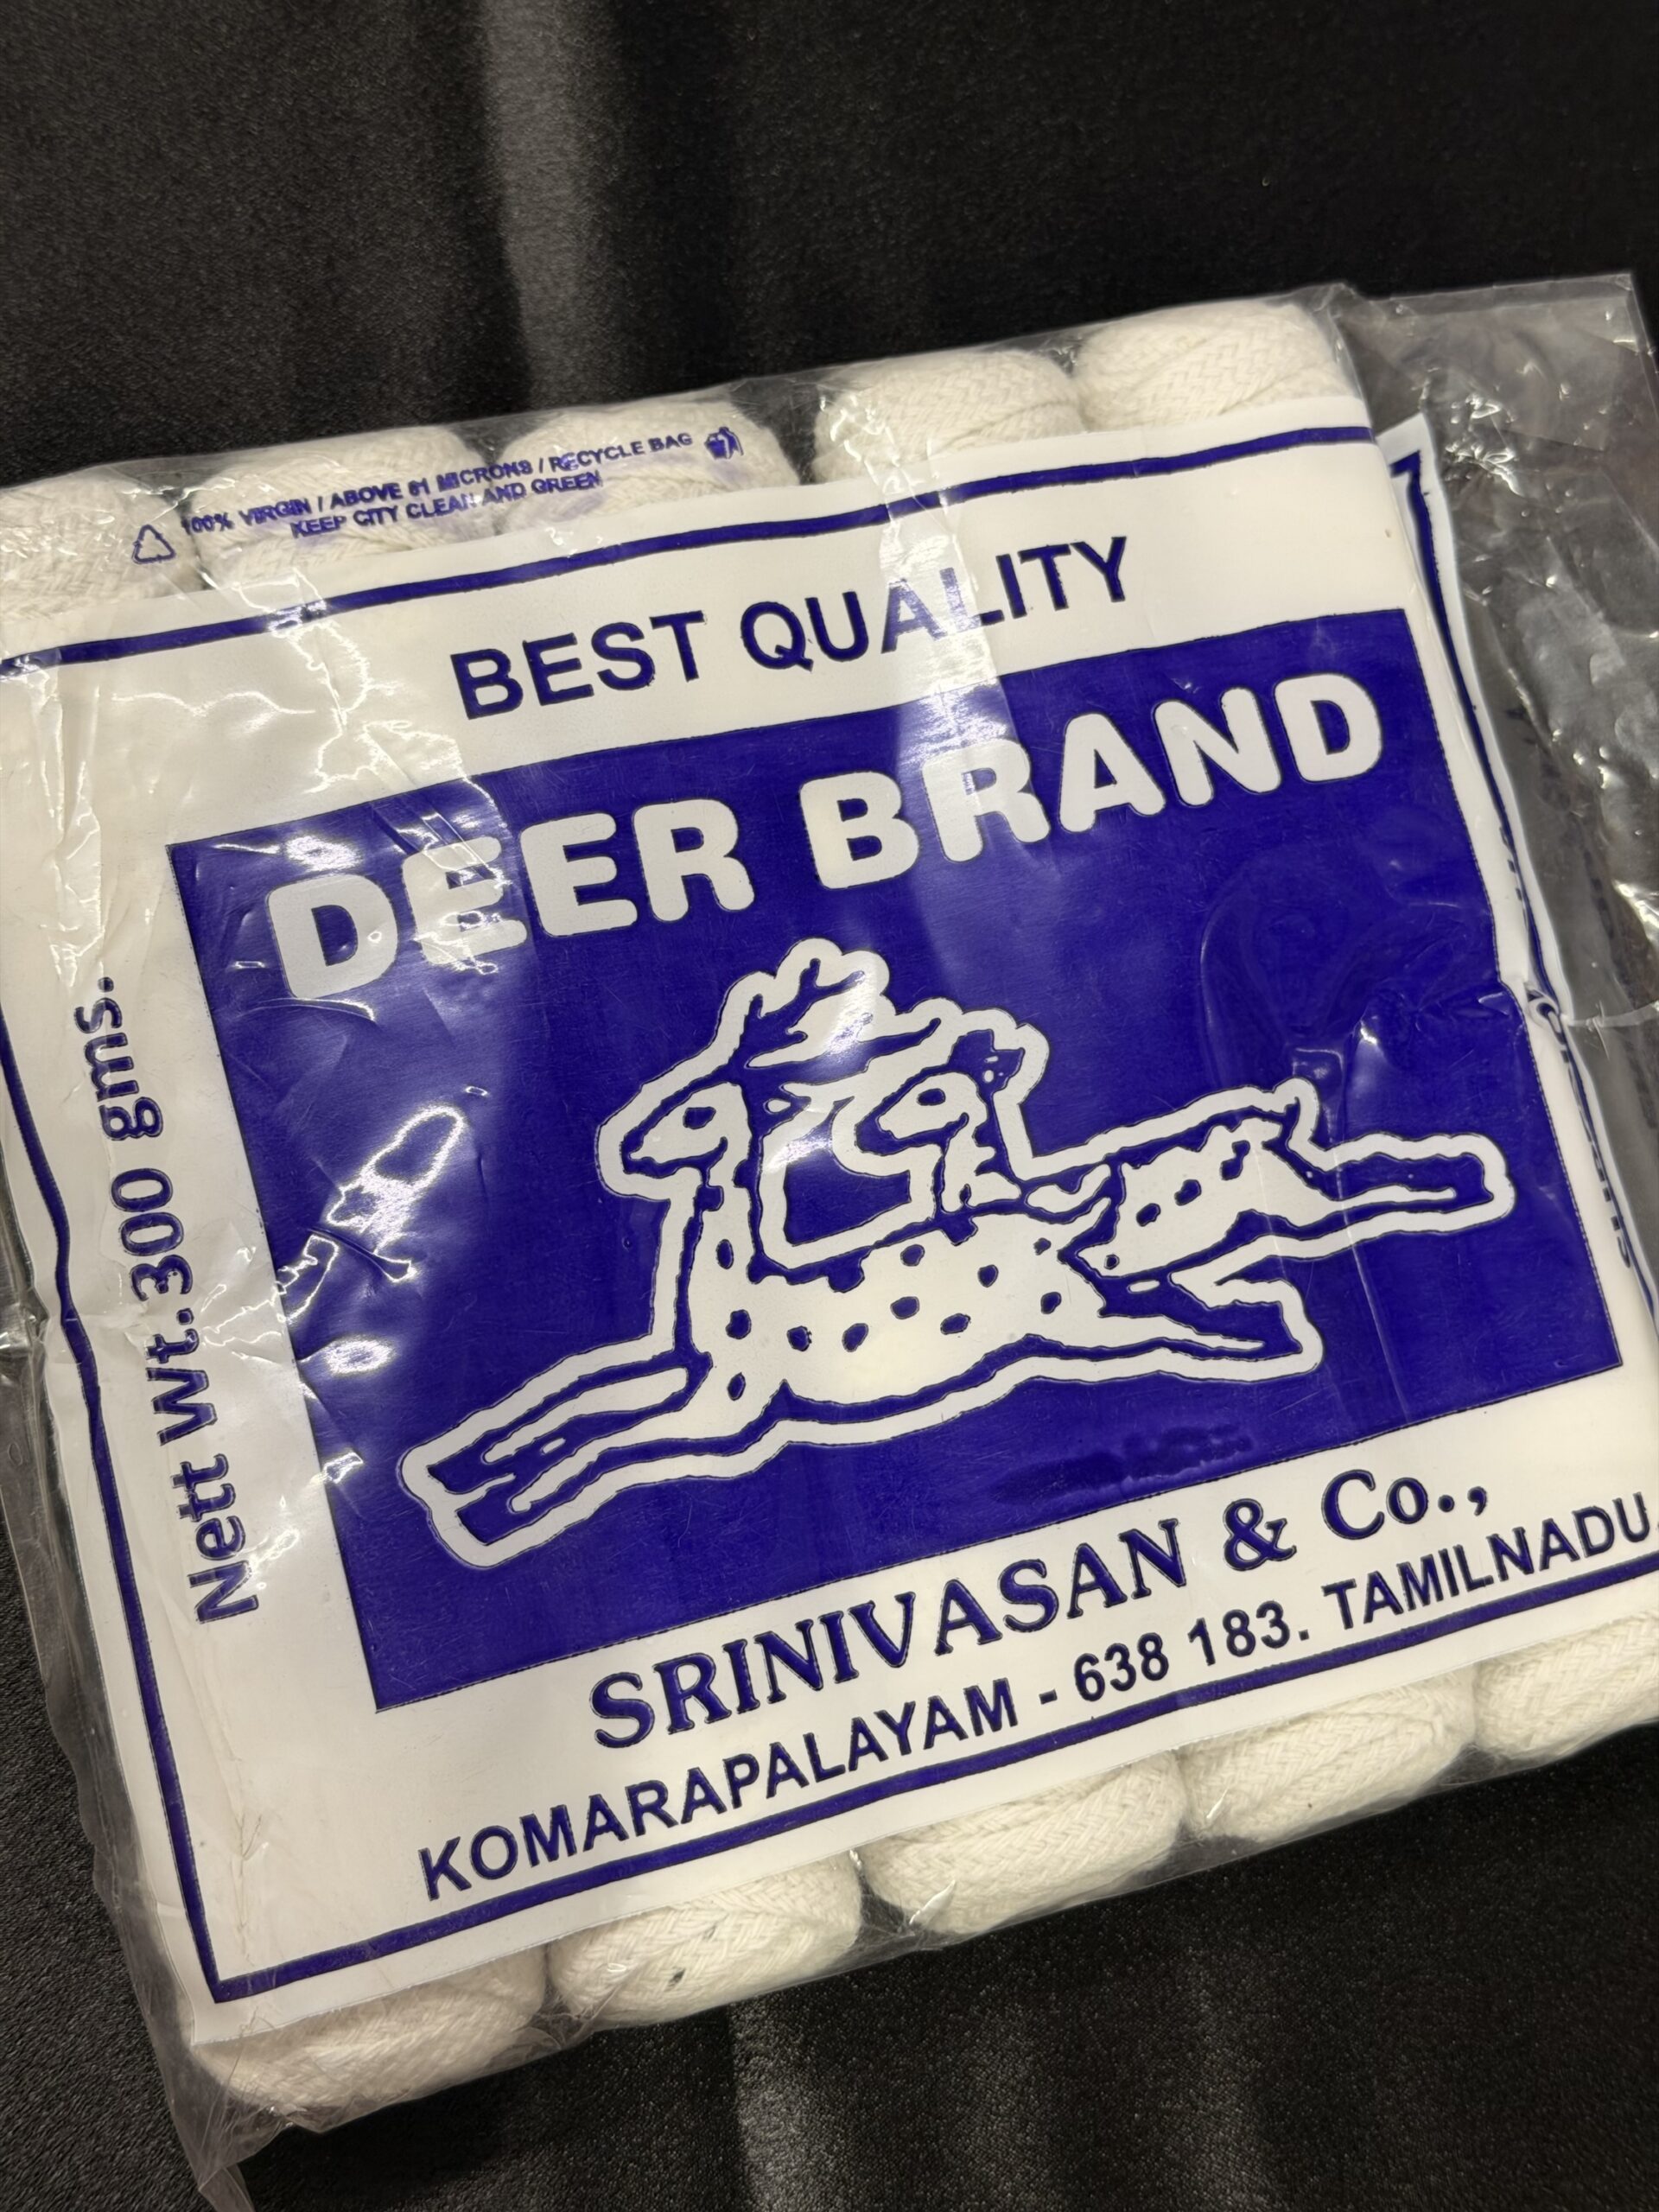 100% VIRGIN / ABOVE 61 MICRONS / RECYCLE BAG
KEEP CITY CLEAN AND GREEN
BEST QUALITY
DEER BRAND
Nett Wt.300 gms.
SRINIVASAN & Co.,
KOMARAPALAYAM - 638 183. TAMILNADU.